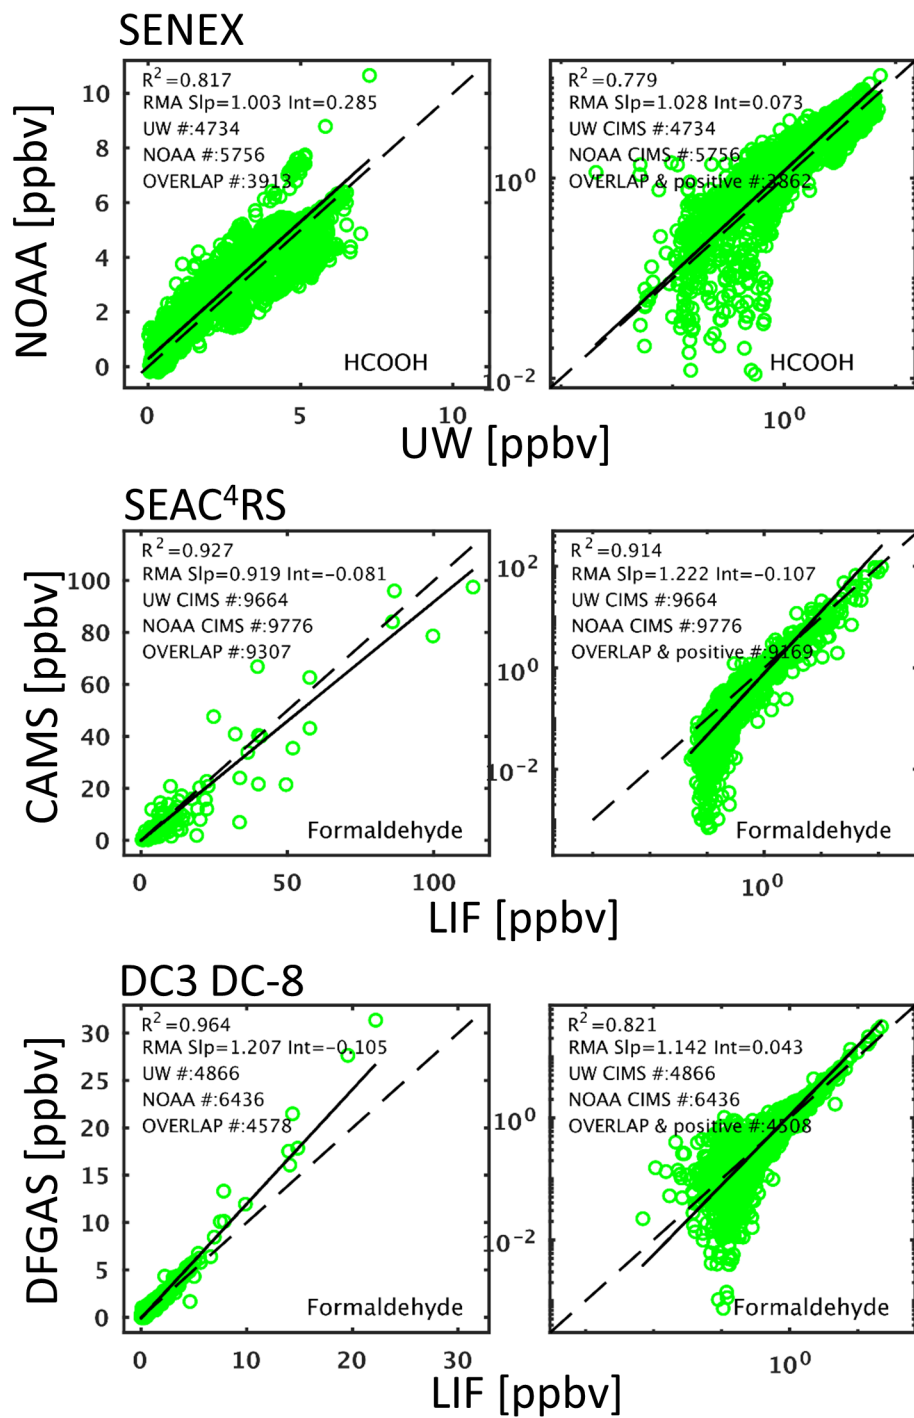 SENEX
R²=0.817
RMA Slp=1.003 Int=0.285
UW #:4734
NOAA #:5756
OVERLAP #:3913
HCOOH
10
8
6
4
2
0
0 5 10
NOAA [ppbv]
R²=0.779
RMA Slp=1.028 Int=0.073
UW CIMS #:4734
NOAA CIMS #:5756
OVERLAP & positive #:3862
HCOOH
10⁰
10⁻²
10⁰
UW [ppbv]
SEAC⁴RS
R²=0.927
RMA Slp=0.919 Int=−0.081
UW CIMS #:9664
NOAA CIMS #:9776
OVERLAP #:9307
Formaldehyde
100
80
60
40
20
0
0 50 100
CAMS [ppbv]
R²=0.914
RMA Slp=1.222 Int=−0.107
UW CIMS #:9664
NOAA CIMS #:9776
OVERLAP & positive #:9169
Formaldehyde
10²
10⁰
10⁻²
10⁰
LIF [ppbv]
DC3 DC-8
R²=0.964
RMA Slp=1.207 Int=−0.105
UW #:4866
NOAA #:6436
OVERLAP #:4578
Formaldehyde
30
25
20
15
10
5
0
0 10 20 30
DFGAS [ppbv]
R²=0.821
RMA Slp=1.142 Int=0.043
UW CIMS #:4866
NOAA CIMS #:6436
OVERLAP & positive #:4508
Formaldehyde
10⁰
10⁻²
10⁰
LIF [ppbv]